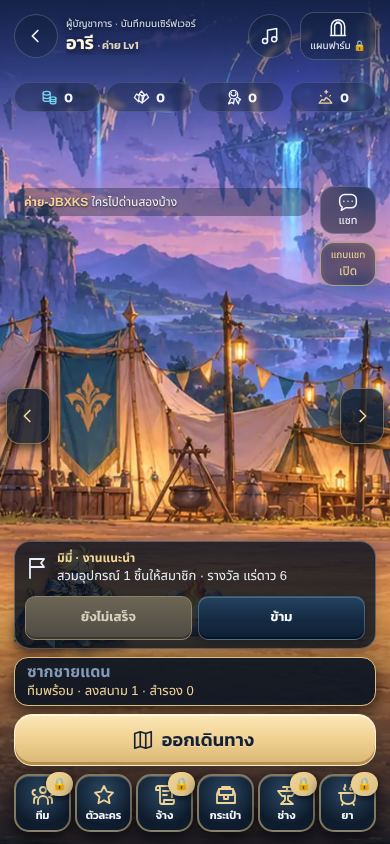 ผู้บัญชาการ · บันทึกบนเซิร์ฟเวอร์
อารี · ค่าย Lv1
แผนฟาร์ม
0
0
0
0
ค่าย-JBXKS ใครไปด่านสองบ้าง
แชท
แถบแชท
เปิด
มิมี่ · งานแนะนำ
สวมอุปกรณ์ 1 ชิ้นให้สมาชิก · รางวัล แร่ดาว 6
ยังไม่เสร็จ
ข้าม
ซากชายแดน
ทีมพร้อม · ลงสนาม 1 · สำรอง 0
ออกเดินทาง
ทีม
ตัวละคร
จ้าง
กระเป๋า
ช่าง
ยา